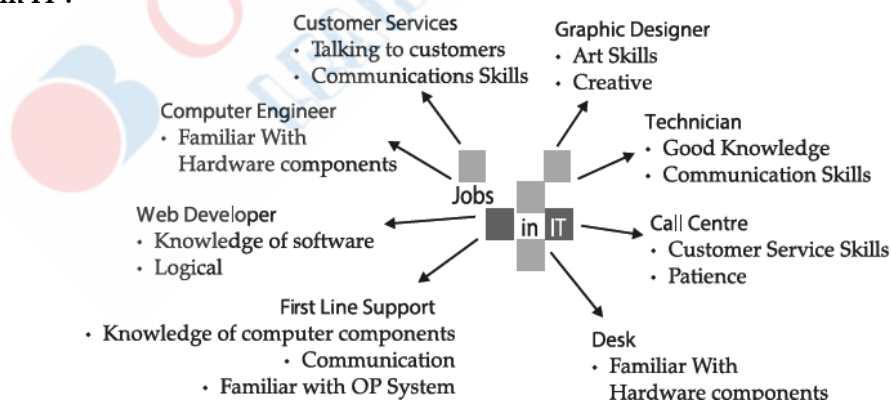 in IT ?
Customer Services
• Talking to customers
• Communications Skills
Graphic Designer
• Art Skills
• Creative
Computer Engineer
• Familiar With
Hardware components
Technician
• Good Knowledge
• Communication Skills
Jobs
in IT
Web Developer
• Knowledge of software
• Logical
Call Centre
• Customer Service Skills
• Patience
First Line Support
• Knowledge of computer components
• Communication
• Familiar with OP System
Desk
• Familiar With
Hardware components